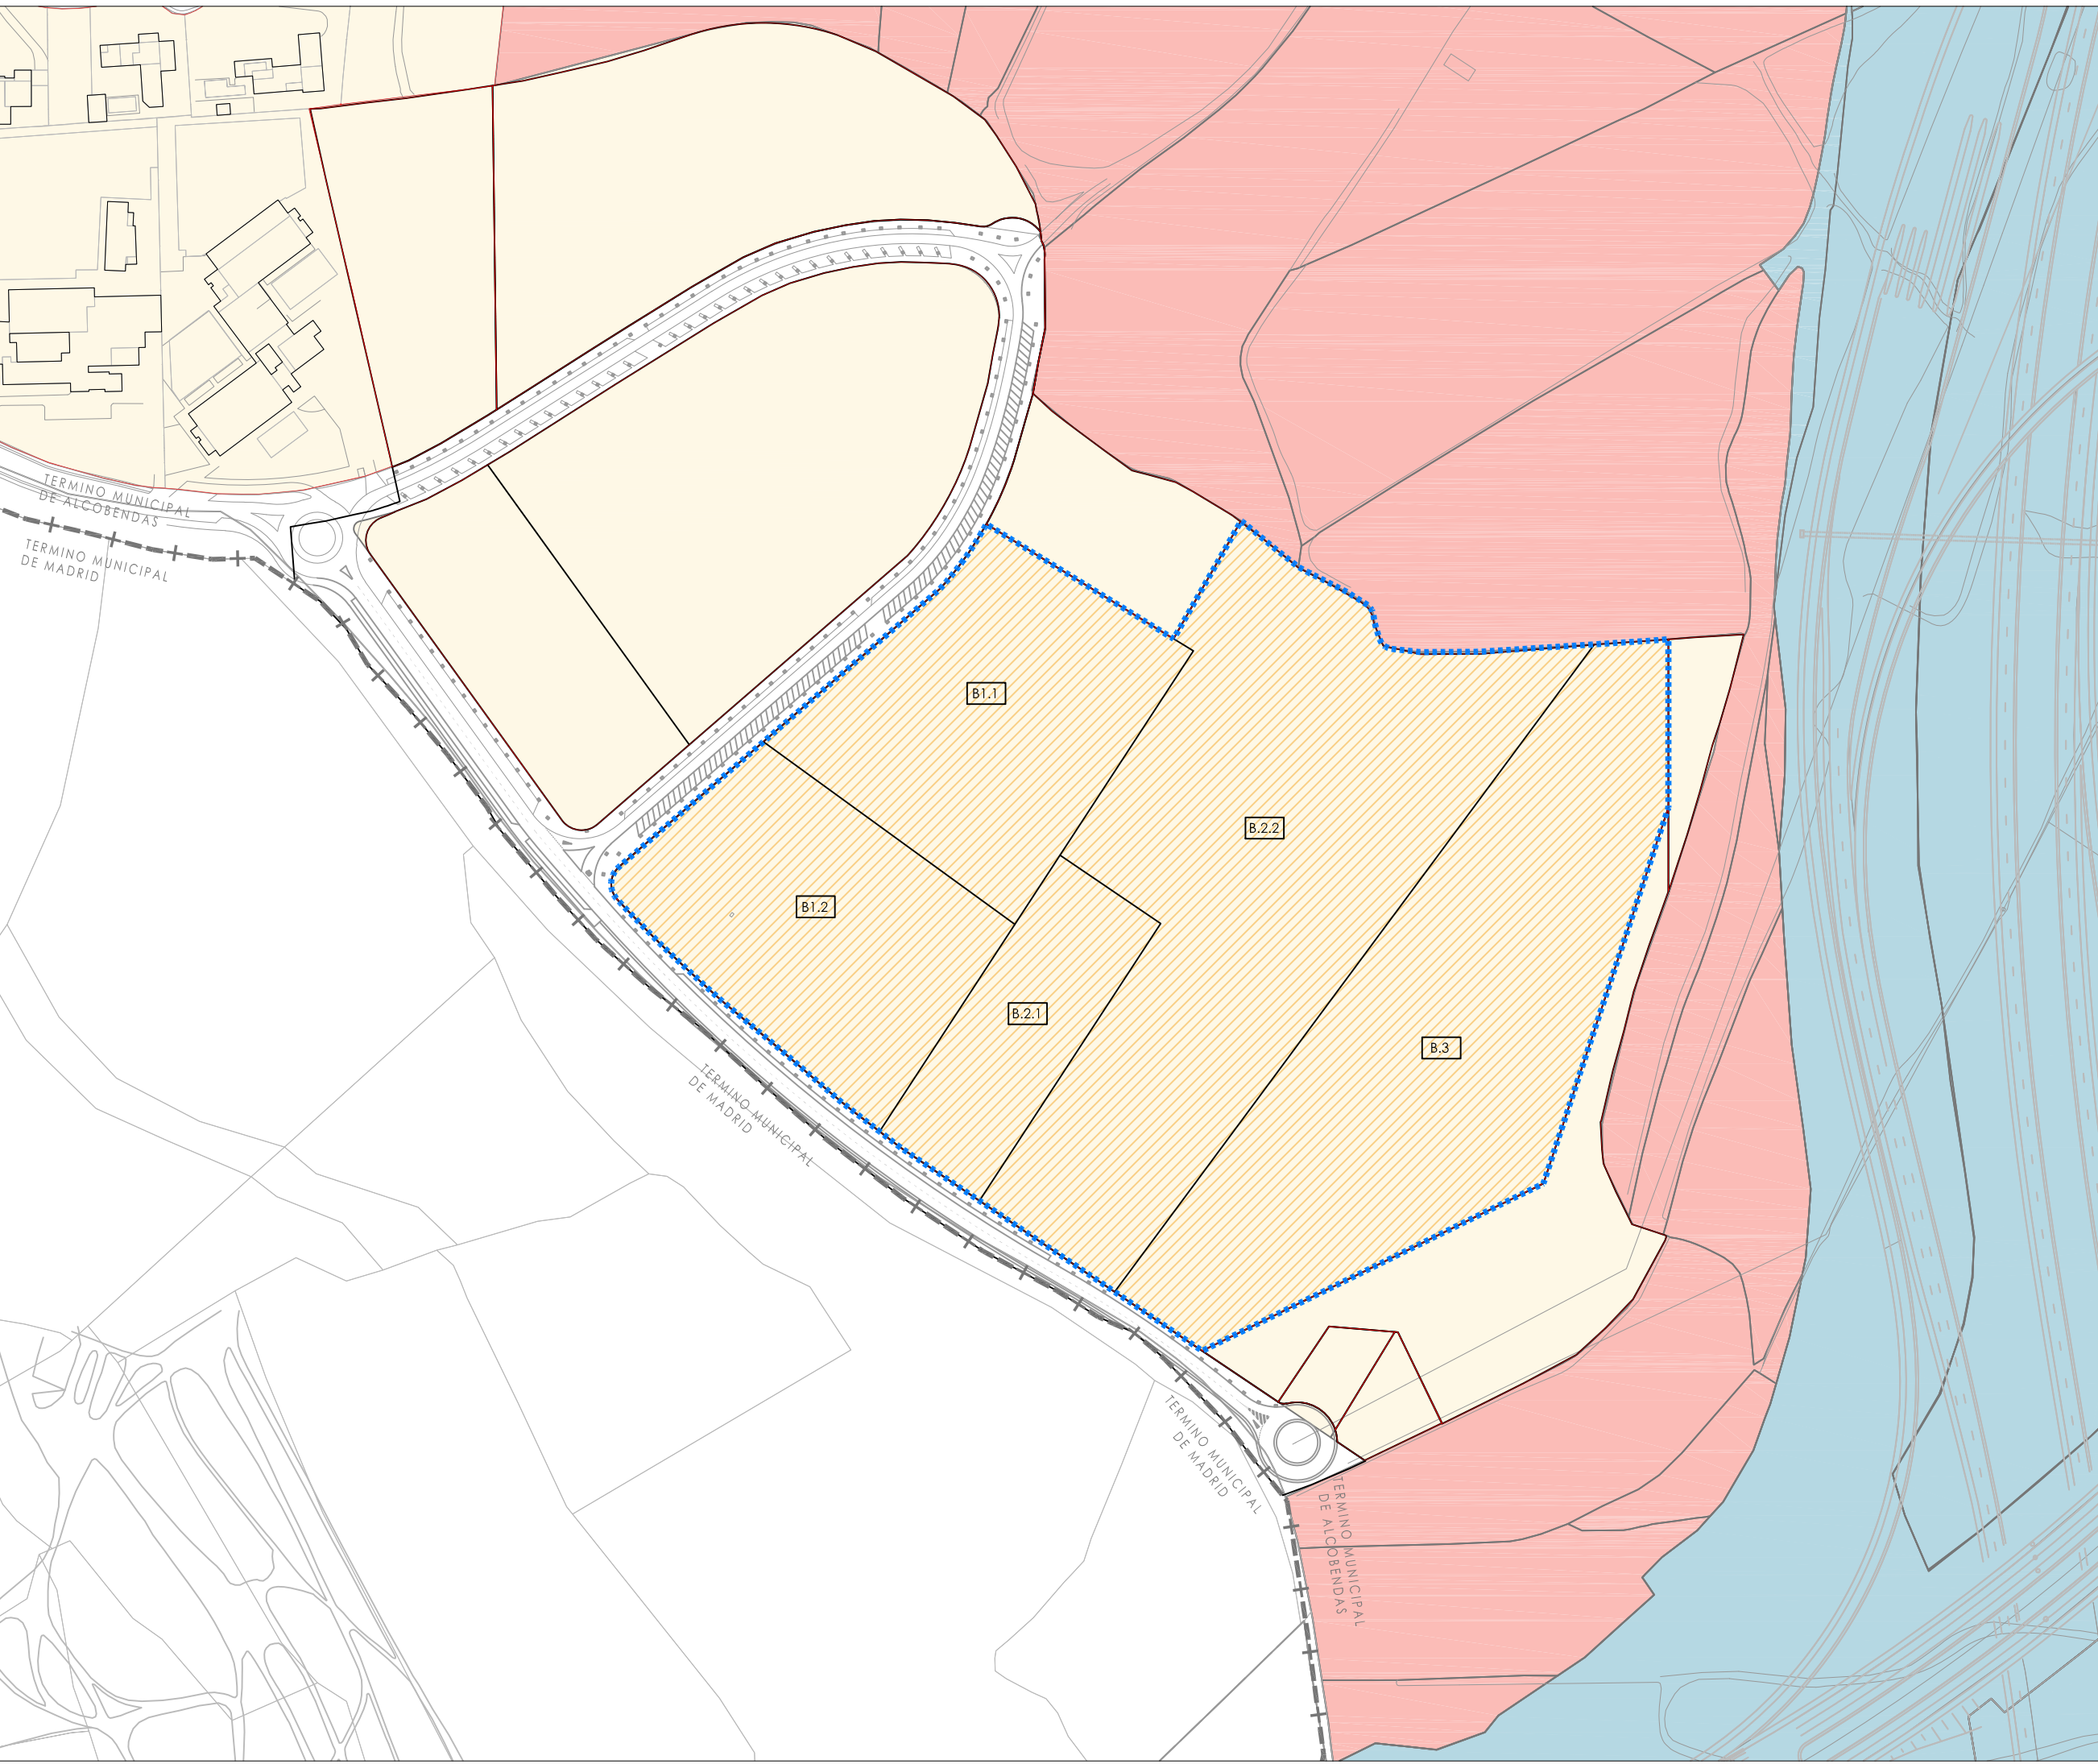 TERMINO MUNICIPAL
DE ALCOBENDAS
TERMINO MUNICIPAL
DE MADRID
B1.1
B.2.2
B1.2
B.2.1
B.3
TERMINO MUNICIPAL
DE MADRID
TERMINO MUNICIPAL
DE MADRID
TERMINO MUNICIPAL
DE ALCOBENDAS